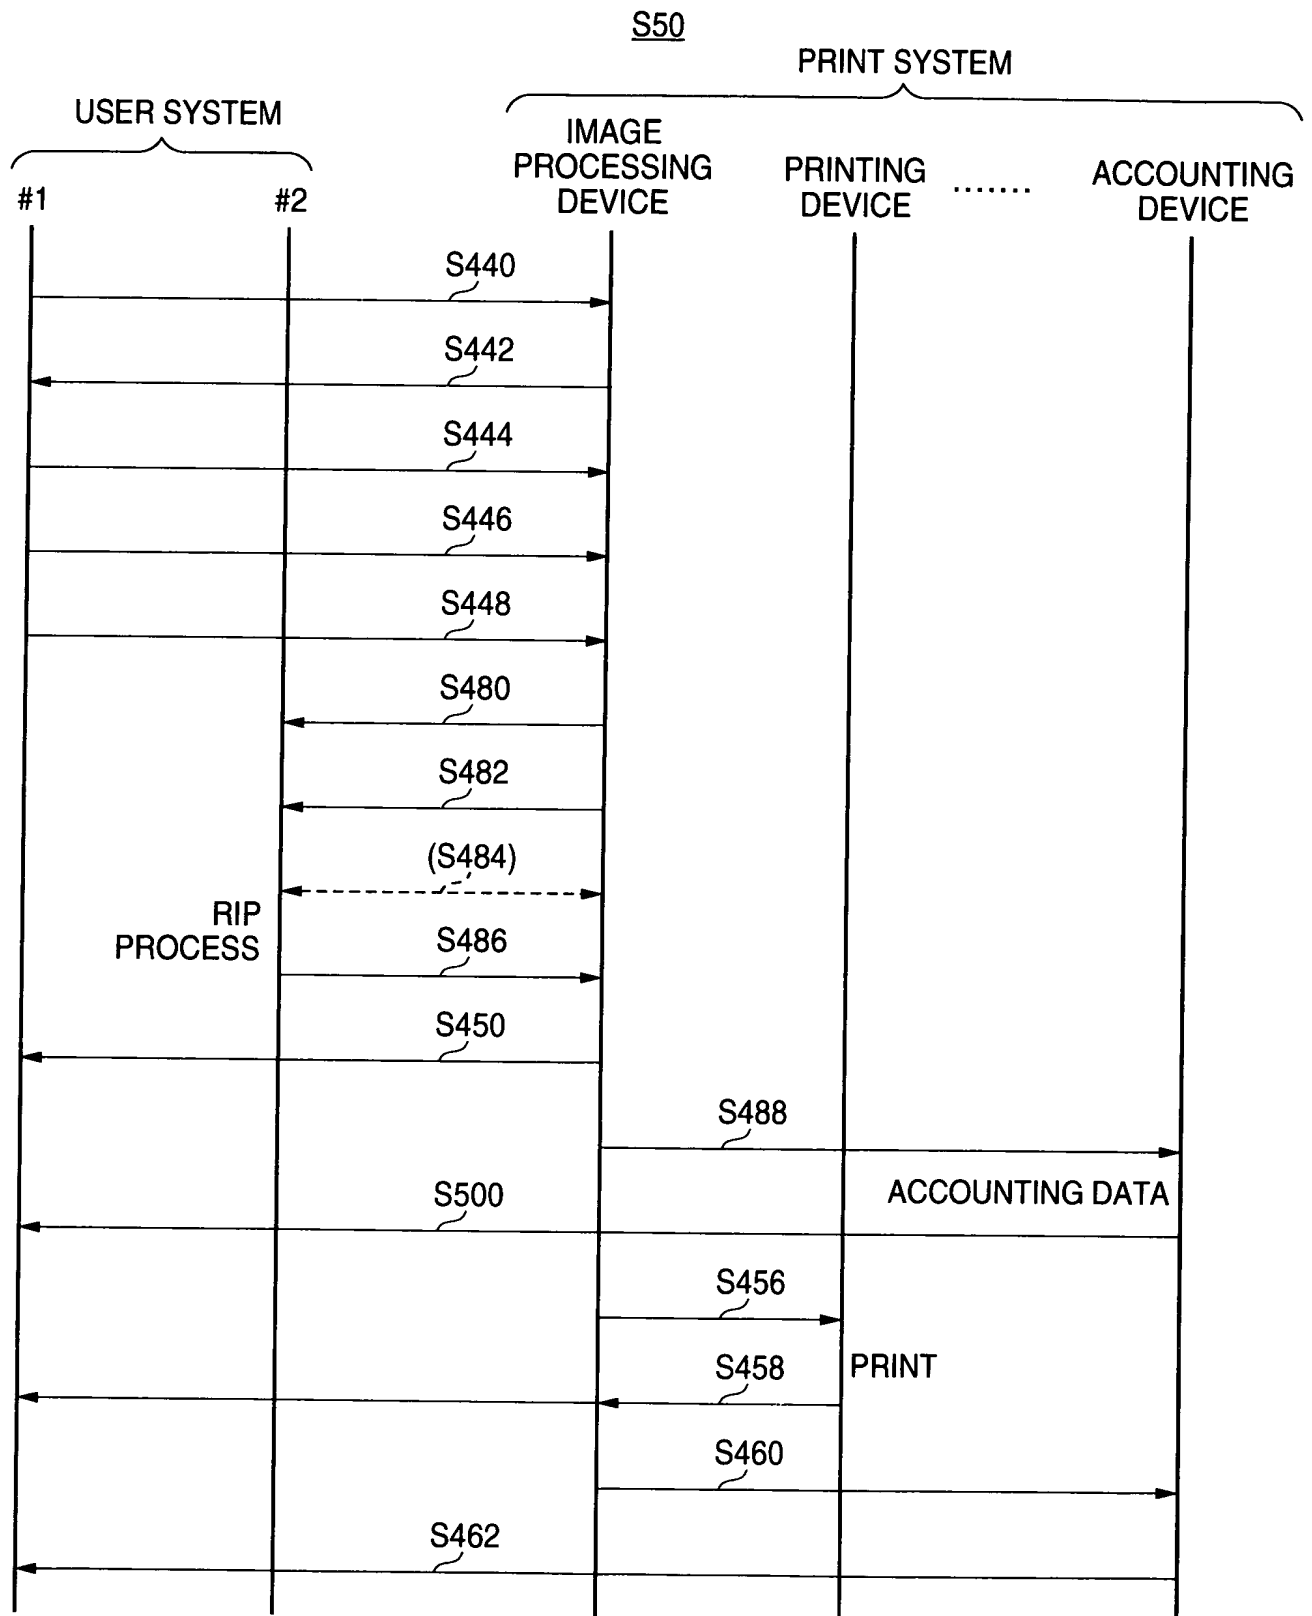 S50
PRINT SYSTEM
USER SYSTEM
#1
#2
IMAGE
PROCESSING
DEVICE
PRINTING
DEVICE
.......
ACCOUNTING
DEVICE
S440
S442
S444
S446
S448
S480
S482
(S484)
RIP
PROCESS
S486
S450
S488
ACCOUNTING DATA
S500
S456
PRINT
S458
S460
S462